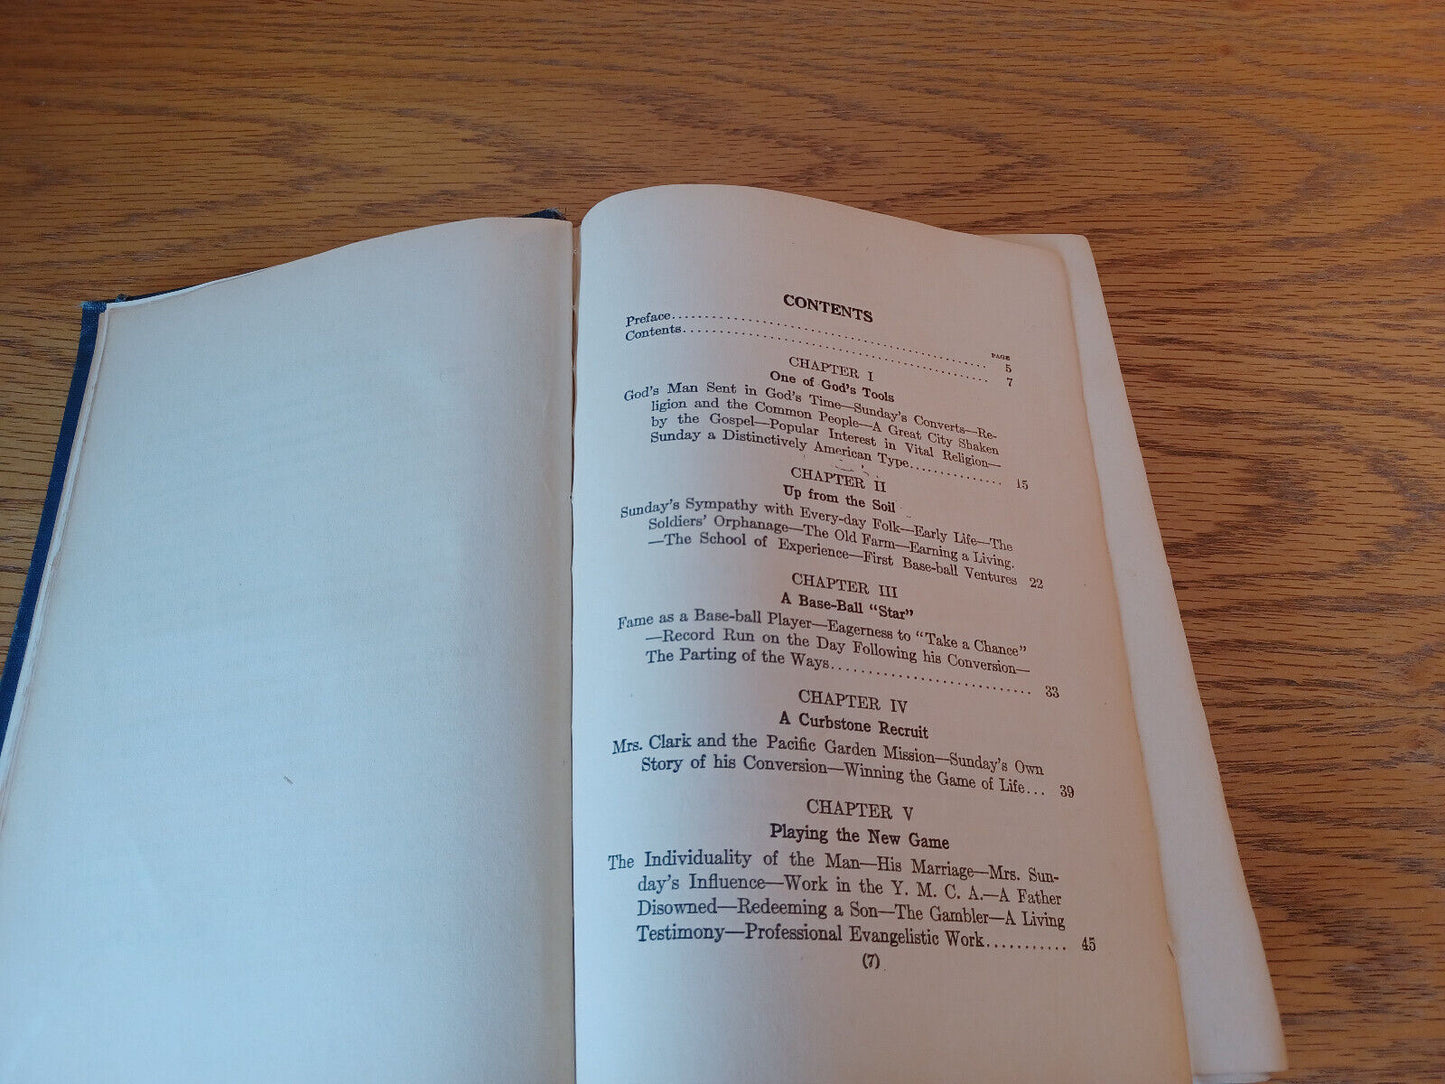 CONTENTS
PAGE
Preface........................................ 5
Contents....................................... 7
CHAPTER I
One of God's Tools
God's Man Sent in God's Time—Sunday's Converts—Re-
ligion and the Common People—A Great City Shaken
by the Gospel—Popular Interest in Vital Religion—
Sunday a Distinctively American Type.............. 15
CHAPTER II
Up from the Soil
Sunday's Sympathy with Every-day Folk—Early Life—The
Soldiers' Orphanage—The Old Farm—Earning a Living.
—The School of Experience—First Base-ball Ventures 22
CHAPTER III
A Base-Ball "Star"
Fame as a Base-ball Player—Eagerness to "Take a Chance"
—Record Run on the Day Following his Conversion—
The Parting of the Ways............................ 33
CHAPTER IV
A Curbstone Recruit
Mrs. Clark and the Pacific Garden Mission—Sunday's Own
Story of his Conversion—Winning the Game of Life... 39
CHAPTER V
Playing the New Game
The Individuality of the Man—His Marriage—Mrs. Sun-
day's Influence—Work in the Y. M. C. A.—A Father
Disowned—Redeeming a Son—The Gambler—A Living
Testimony—Professional Evangelistic Work........... 45
(7)